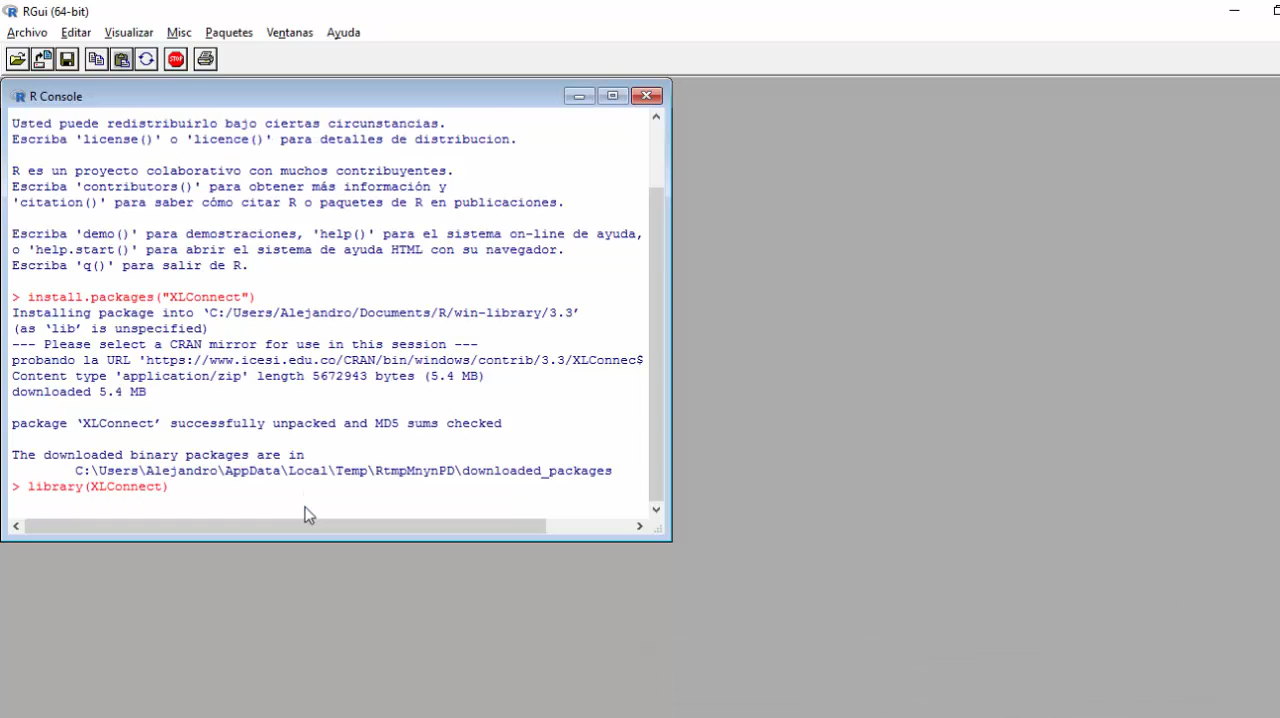 RGui (64-bit)
Archivo Editar Visualizar Misc Paquetes Ventanas Ayuda
STOP
R Console
Usted puede redistribuirlo bajo ciertas circunstancias.
Escriba 'license()' o 'licence()' para detalles de distribucion.
R es un proyecto colaborativo con muchos contribuyentes.
Escriba 'contributors()' para obtener más información y
'citation()' para saber cómo citar R o paquetes de R en publicaciones.
Escriba 'demo()' para demostraciones, 'help()' para el sistema on-line de ayuda,
o 'help.start()' para abrir el sistema de ayuda HTML con su navegador.
Escriba 'q()' para salir de R.
> install.packages("XLConnect")
Installing package into ‘C:/Users/Alejandro/Documents/R/win-library/3.3’
(as ‘lib’ is unspecified)
--- Please select a CRAN mirror for use in this session ---
probando la URL 'https://www.icesi.edu.co/CRAN/bin/windows/contrib/3.3/XLConnec$
Content type 'application/zip' length 5672943 bytes (5.4 MB)
downloaded 5.4 MB
package ‘XLConnect’ successfully unpacked and MD5 sums checked
The downloaded binary packages are in
C:\Users\Alejandro\AppData\Local\Temp\RtmpMnynPD\downloaded_packages
> library(XLConnect)